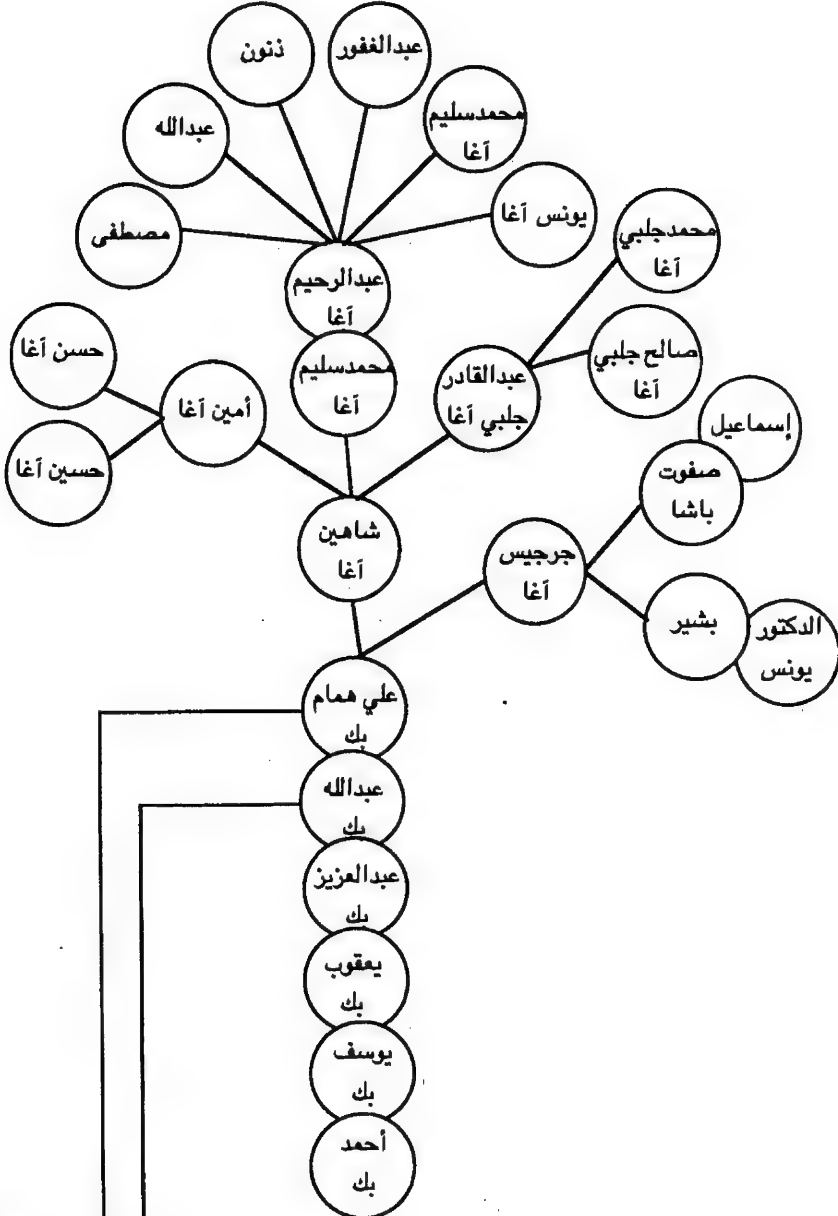 ذنون
عبدالغفور
عبدالله
محمدسليم
آغا
يونس آغا
مصطفى
محمدجلبي
آغا
عبدالرحيم
آغا
حسن آغا
محمدسليم
آغا
صالح جلبي
آغا
عبدالقادر
جلبي آغا
أمين آغا
إسماعيل
حسين آغا
صفوت
باشا
شاهين
آغا
جرجيس
آغا
بشير
الدكتور
يونس
علي همام
بك
عبدالله
بك
عبدالعزيز
بك
يعقوب
بك
يوسف
بك
أحمد
بك